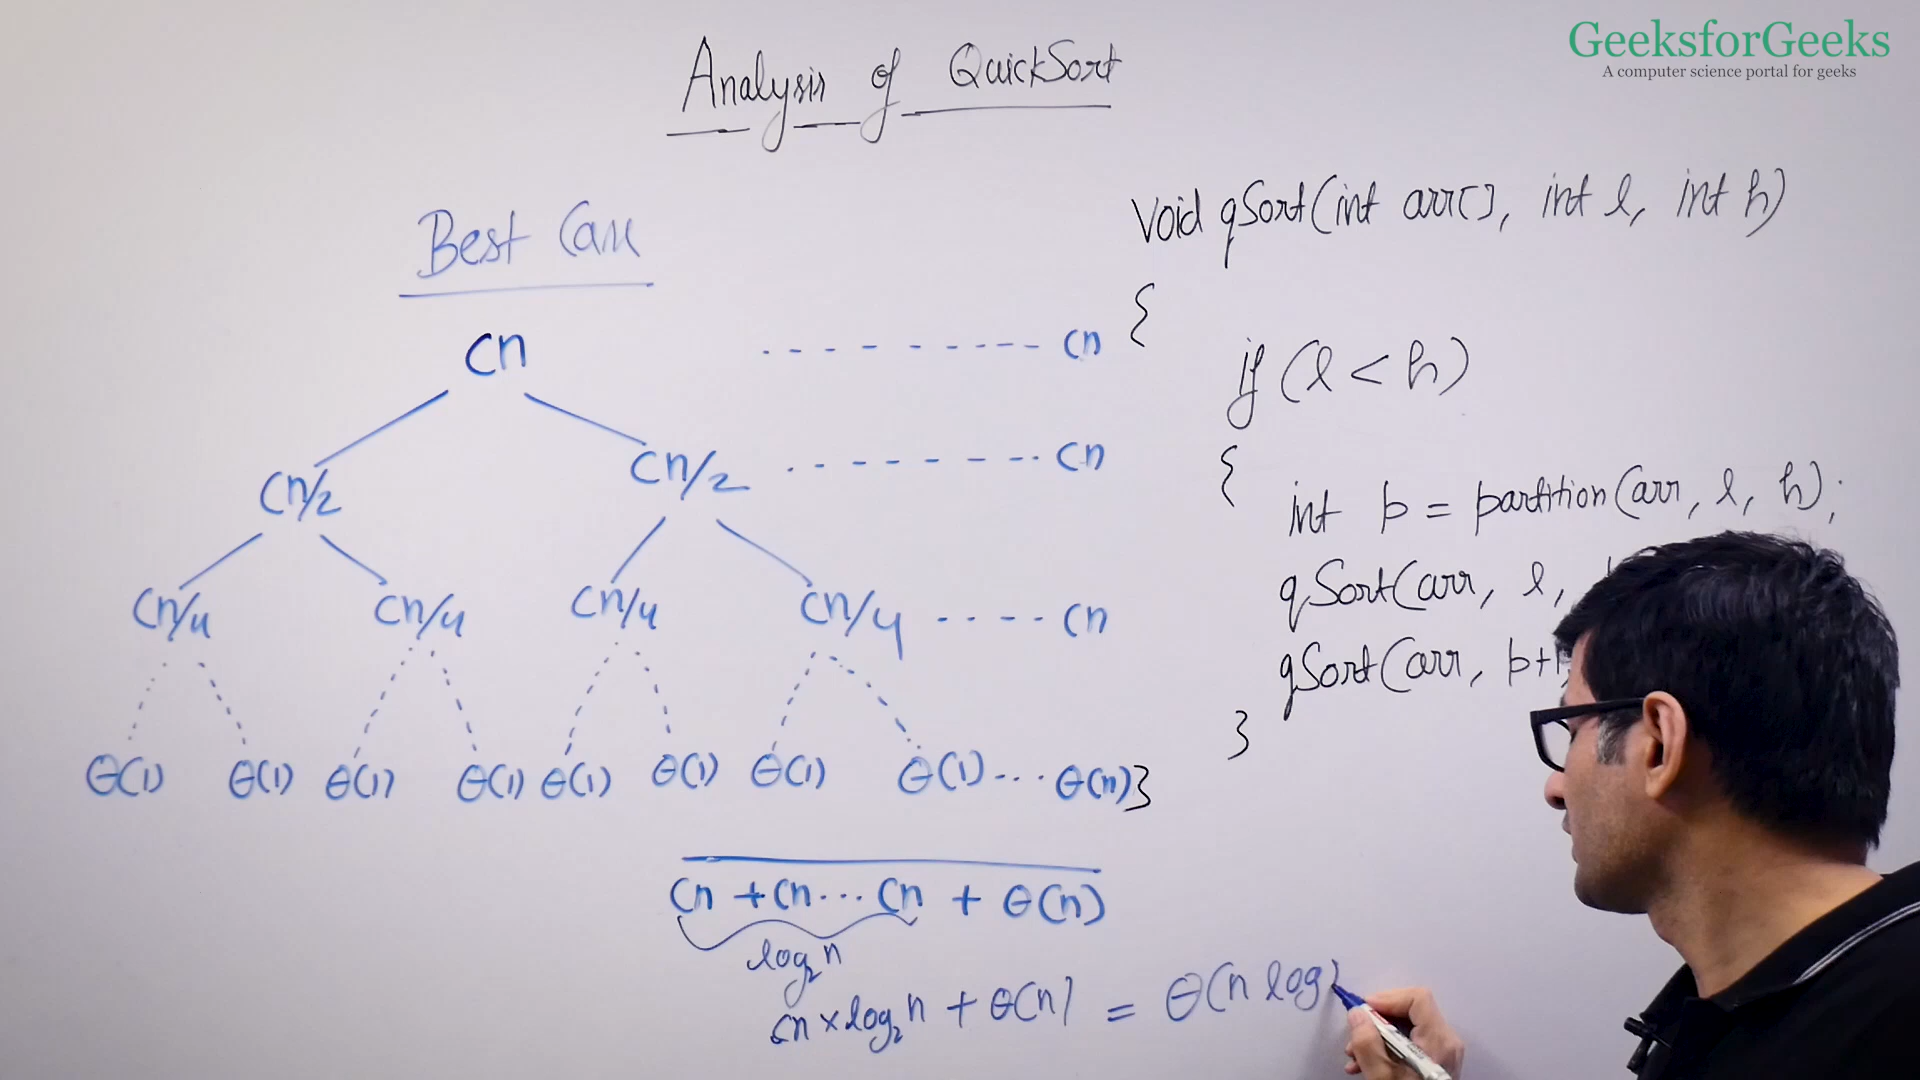 GeeksforGeeks
A computer science portal for geeks
Analysis of QuickSort
Best Case
Cn - - - - - - - - - Cn
Cn/2 Cn/2 - - - - - - - - Cn
Cn/4 Cn/4 Cn/4 Cn/4 - - - - Cn
θ(1) θ(1) θ(1) θ(1) θ(1) θ(1) θ(1) θ(1) ... θ(n)
Cn + Cn ... Cn + θ(n)
log₂n
cn × log₂n + θ(n) = θ(n log
Void qSort(int arr[], int l, int h)
{
if (l < h)
{
int p = partition(arr, l, h);
qSort(arr, l,
qSort(arr, p+1,
}
}